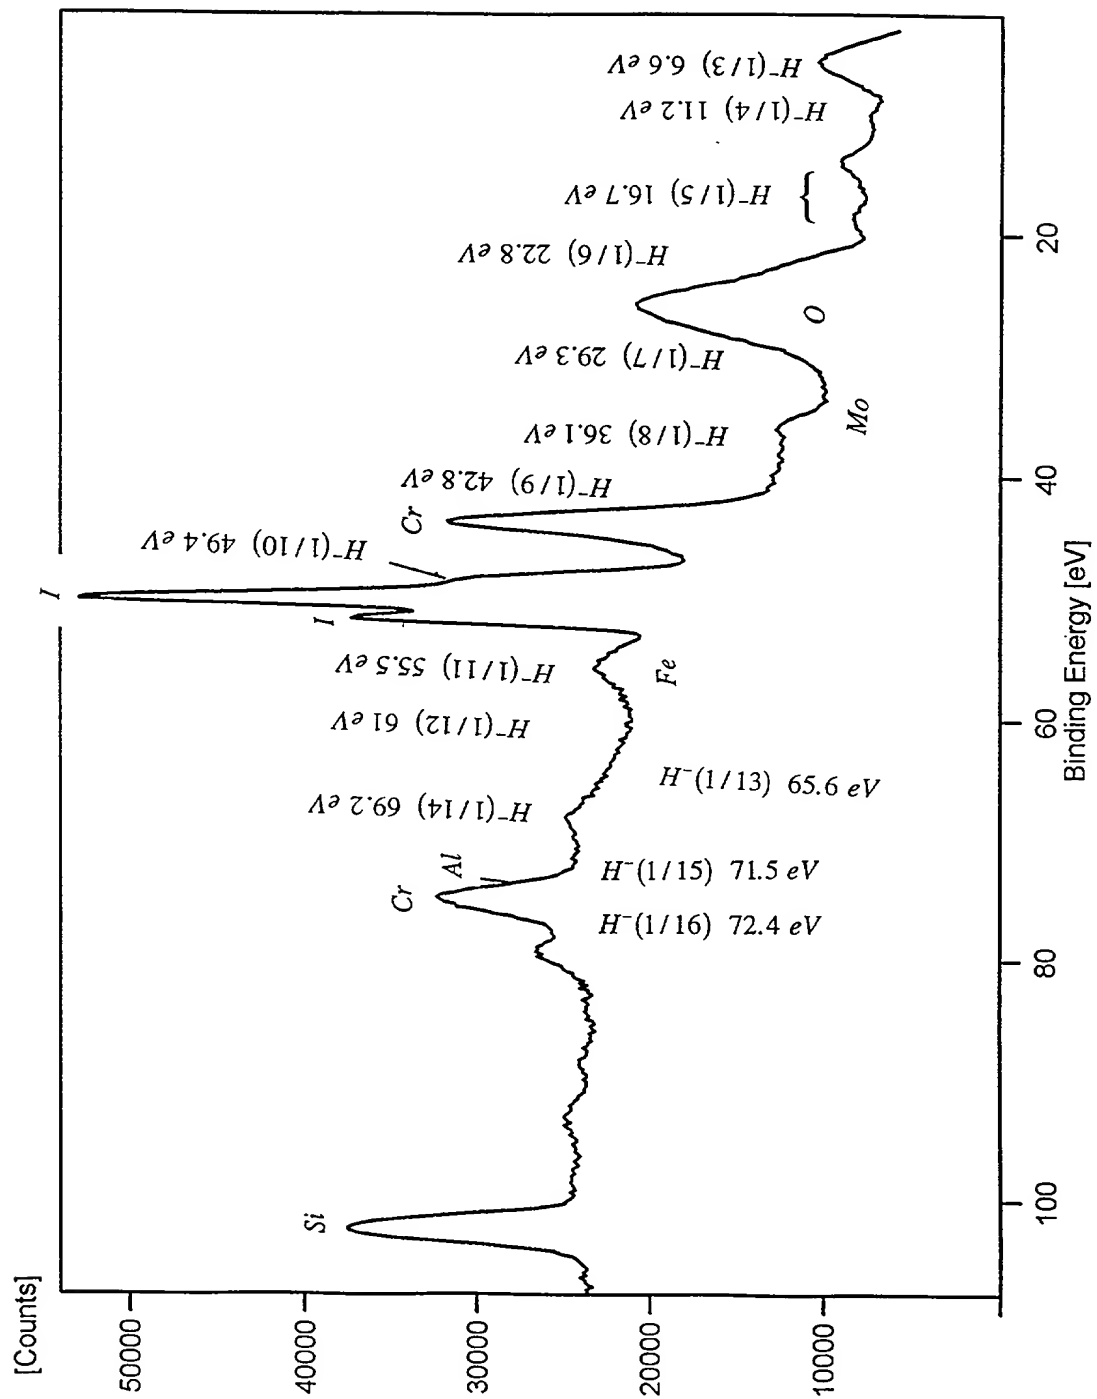 [Counts]
50000
40000
30000
20000
10000
Si
Cr
Al
H⁻(1/16) 72.4 eV
H⁻(1/15) 71.5 eV
H⁻(1/14) 69.2 eV
H⁻H⁻(1/13) 65.6 eV
H⁻(1/12) 61 eV
H⁻(1/11) 55.5 eV
Fe
I
I
H⁻(1/10) 49.4 eV
Cr
H⁻(1/9) 42.8 eV
H⁻(1/8) 36.1 eV
Mo
H⁻(1/7) 29.3 eV
O
H⁻(1/6) 22.8 eV
H⁻(1/5) 16.7 eV
}
H⁻(1/4) 11.2 eV
H⁻(1/3) 6.6 eV
100
80
60
40
20
Binding Energy [eV]